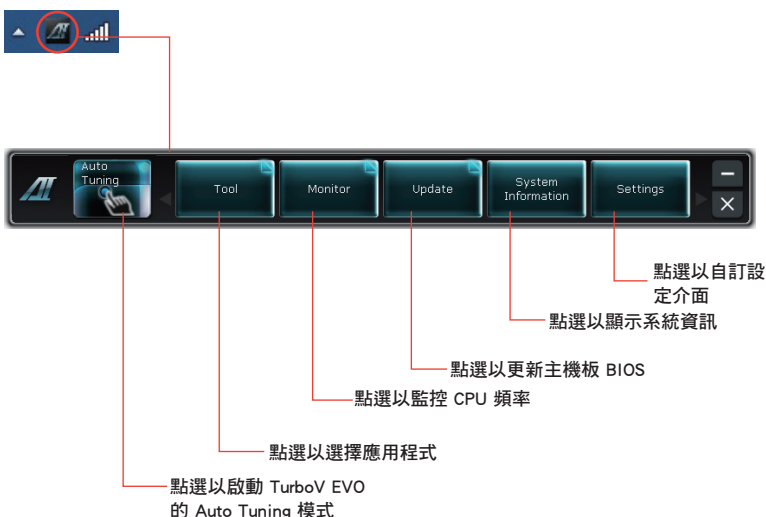 Auto
Tuning
Tool
Monitor
Update
System
Information
Settings
點選以自訂設
定介面
點選以顯示系統資訊
點選以更新主機板 BIOS
點選以監控 CPU 頻率
點選以選擇應用程式
點選以啟動 TurboV EVO
的 Auto Tuning 模式